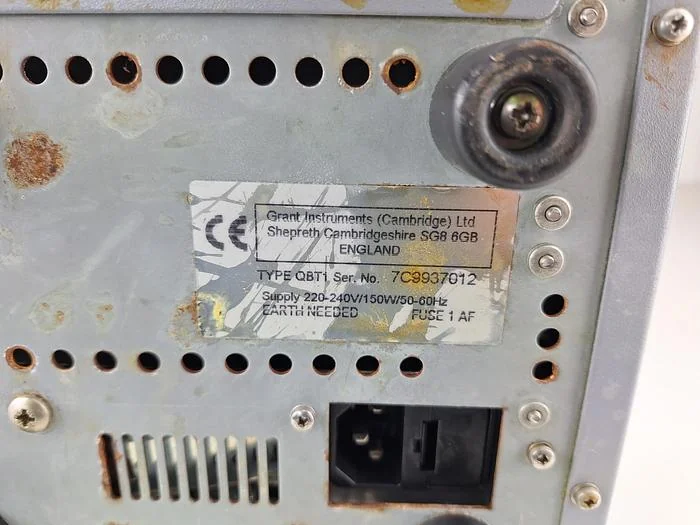 CE
Grant Instruments (Cambridge) Ltd
Shepreth Cambridgeshire SG8 6GB
ENGLAND
TYPE QBT1 Ser. No. 7C9937012
Supply 220-240V/150W/50-60Hz
EARTH NEEDED FUSE 1 AF